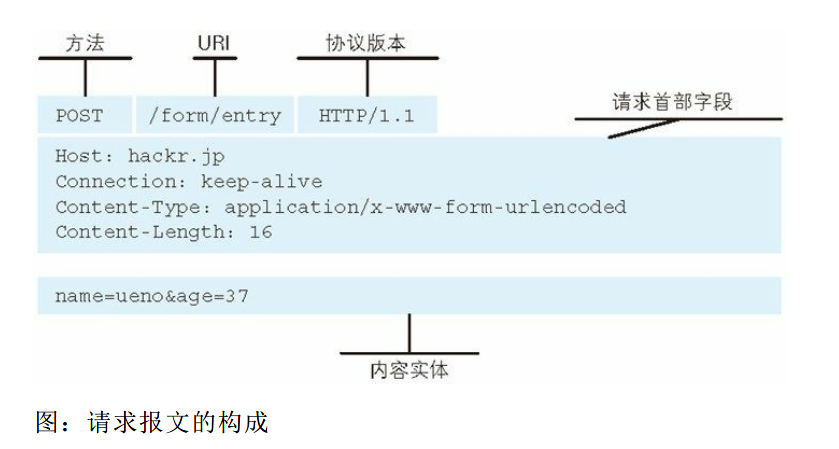 方法 URI 协议版本
请求首部字段
POST /form/entry HTTP/1.1
Host: hackr.jp
Connection: keep-alive
Content-Type: application/x-www-form-urlencoded
Content-Length: 16
name=ueno&age=37
内容实体
图：请求报文的构成